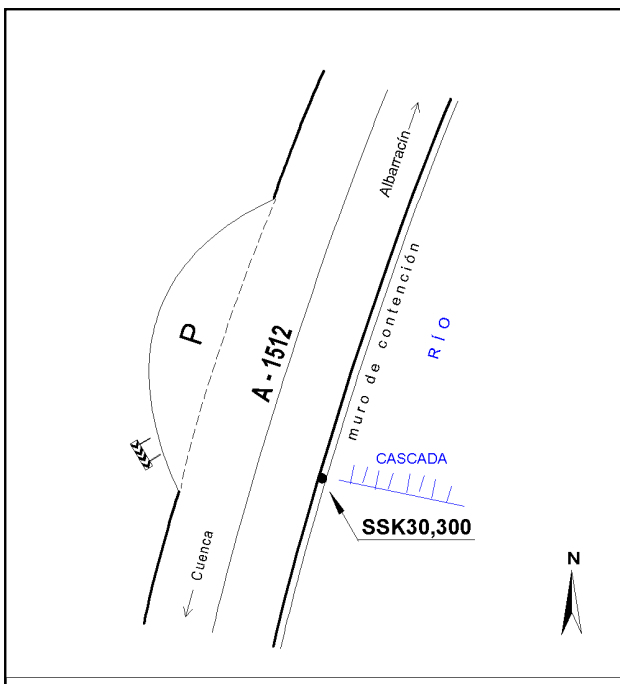 Albarracín
P
A - 1512
muro de contención
RÍO
CASCADA
SSK30,300
Cuenca
N